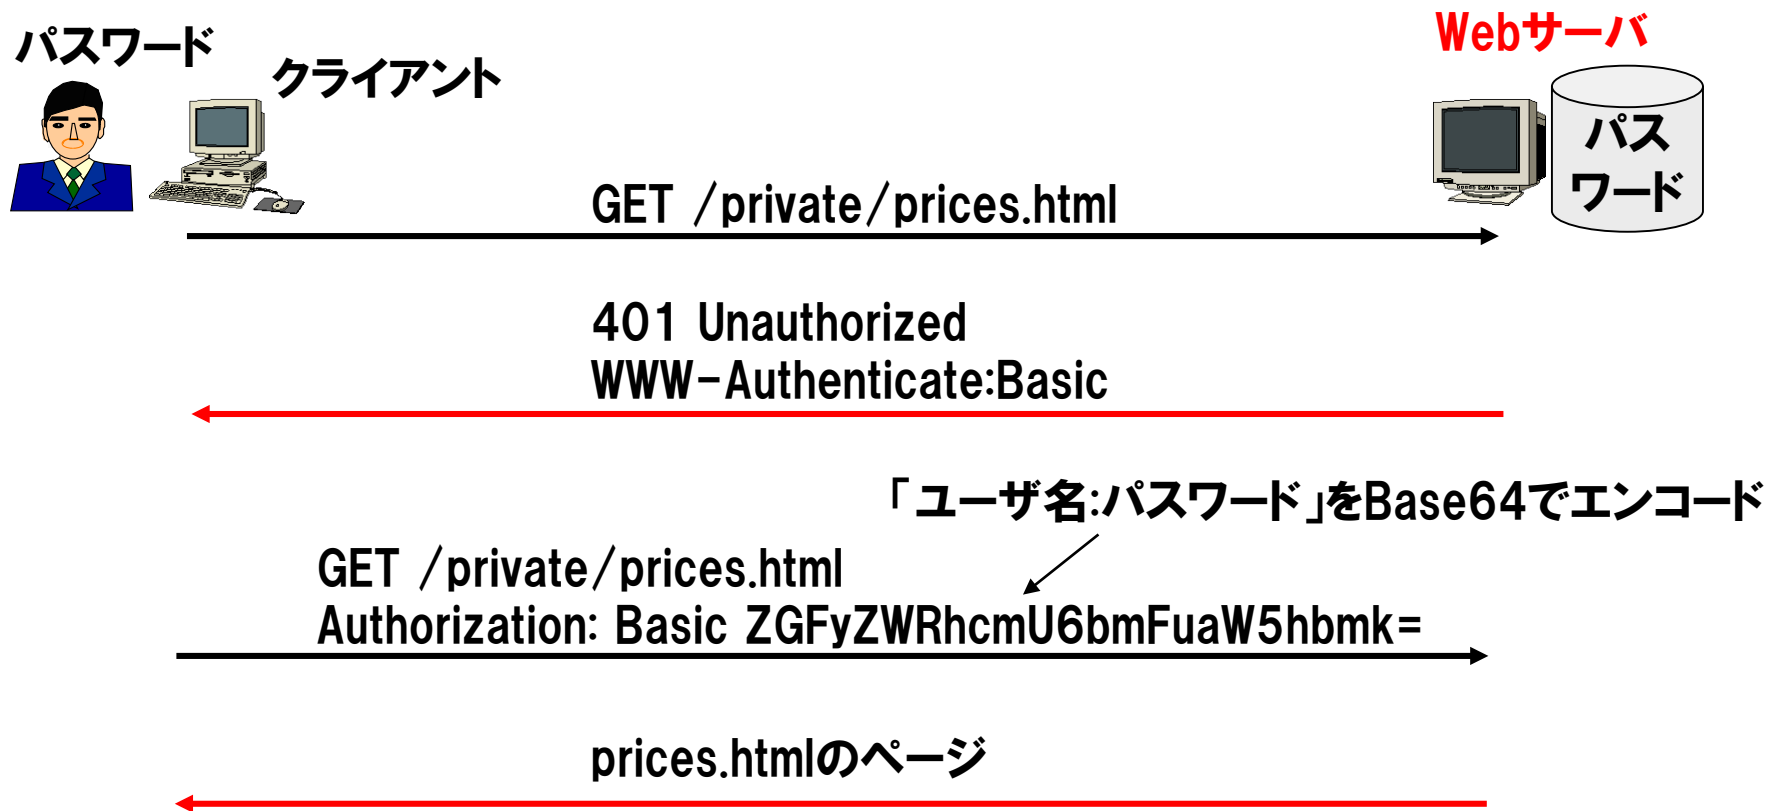 パスワード
クライアント
Webサーバ
パス
ワード
GET /private/prices.html
401 Unauthorized
WWW-Authenticate:Basic
「ユーザ名:パスワード」をBase64でエンコード
GET /private/prices.html
Authorization: Basic ZGFyZWRhcmU6bmFuaW5hbmk=
prices.htmlのページ